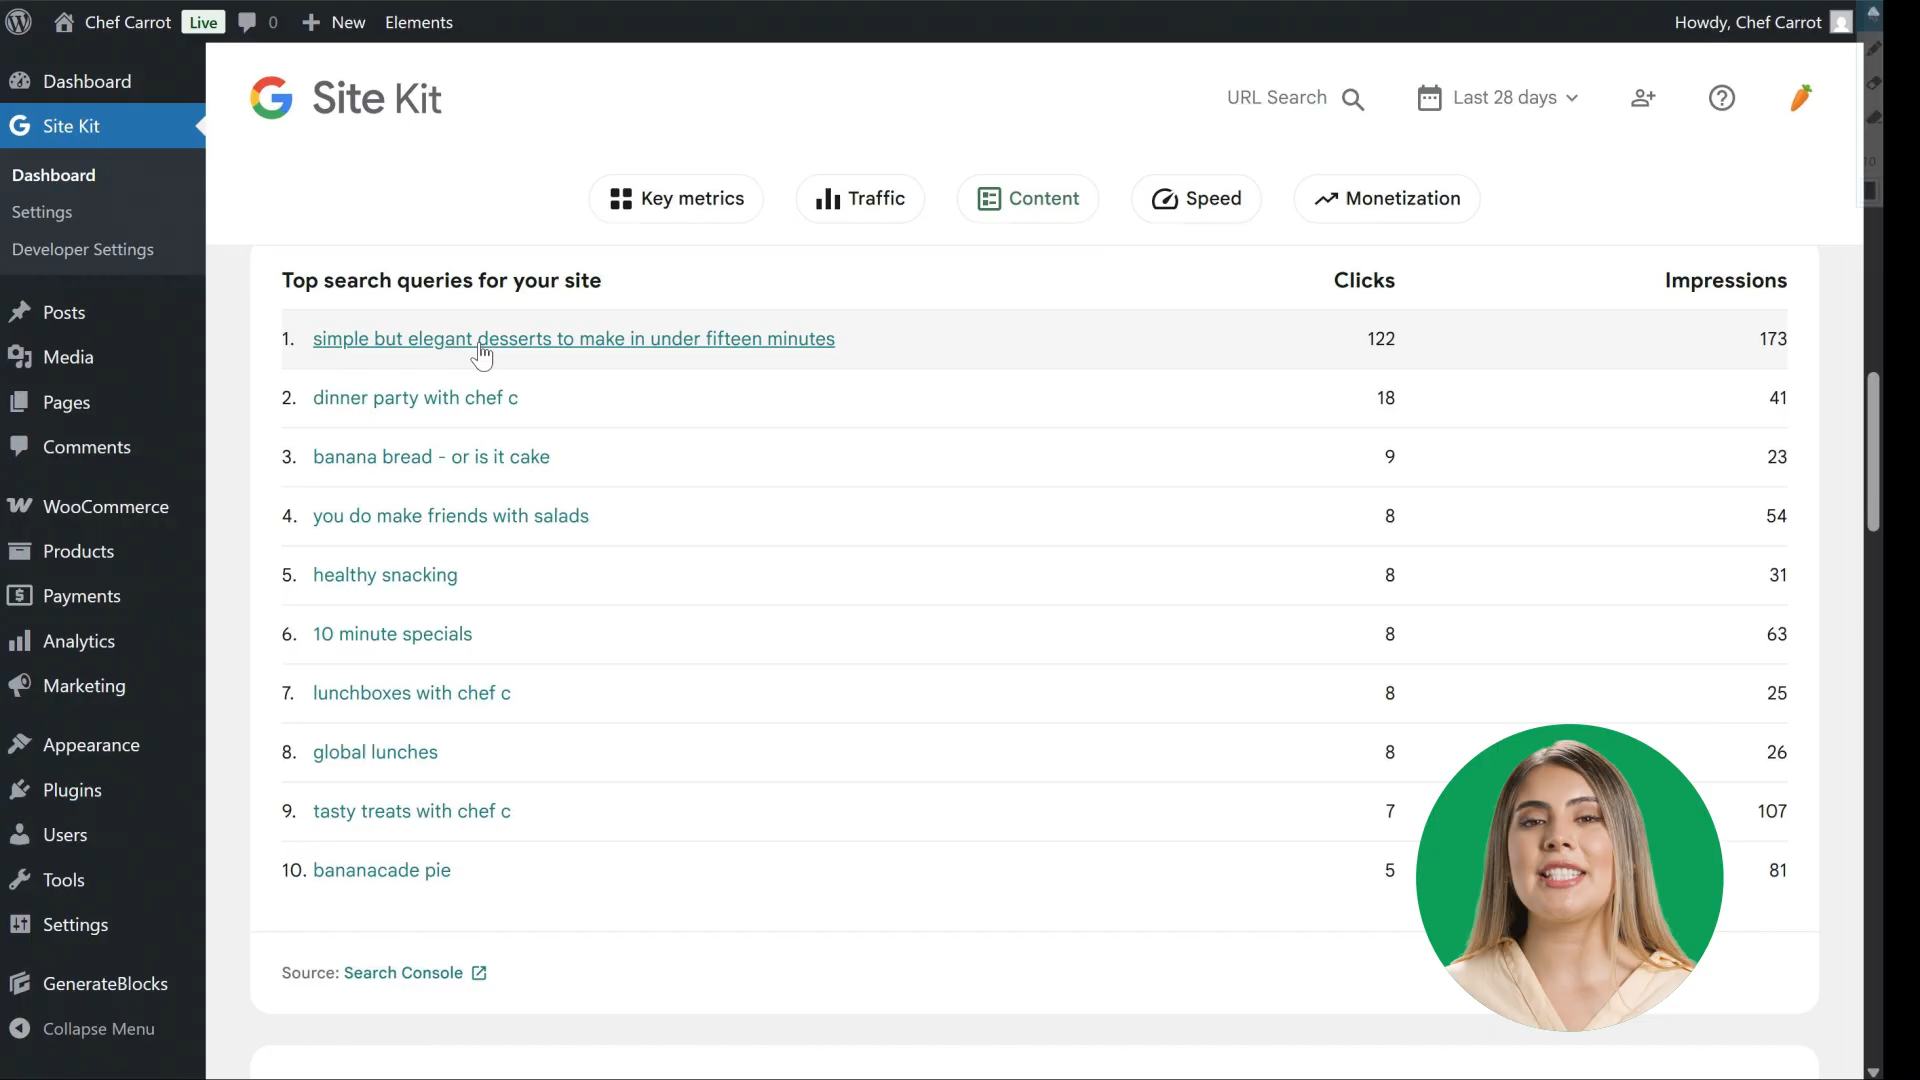 Chef Carrot Live 0 New Elements Howdy, Chef Carrot
Dashboard
Site Kit
Dashboard
Settings
Developer Settings
Posts
Media
Pages
Comments
WooCommerce
Products
Payments
Analytics
Marketing
Appearance
Plugins
Users
Tools
Settings
GenerateBlocks
Collapse Menu
Site Kit URL Search Last 28 days
Key metrics Traffic Content Speed Monetization
Top search queries for your site Clicks Impressions
1. simple but elegant desserts to make in under fifteen minutes 122 173
2. dinner party with chef c 18 41
3. banana bread - or is it cake 9 23
4. you do make friends with salads 8 54
5. healthy snacking 8 31
6. 10 minute specials 8 63
7. lunchboxes with chef c 8 25
8. global lunches 8 26
9. tasty treats with chef c 7 107
10. bananacade pie 5 81
Source: Search Console
10